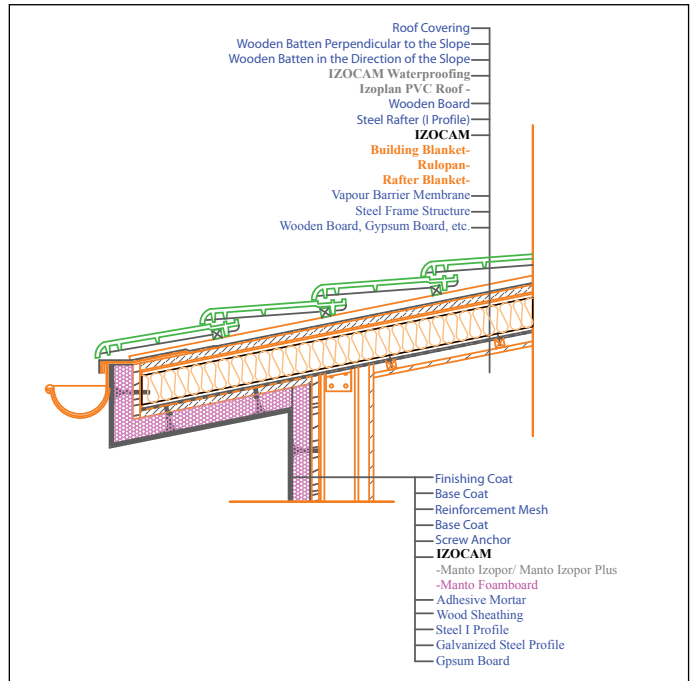 Roof Covering
Wooden Batten Perpendicular to the Slope
Wooden Batten in the Direction of the Slope
IZOCAM Waterproofing
Izoplan PVC Roof -
Wooden Board
Steel Rafter (I Profile)
IZOCAM
Building Blanket-
Rulopan-
Rafter Blanket-
Vapour Barrier Membrane
Steel Frame Structure
Wooden Board, Gypsum Board, etc.
Finishing Coat
Base Coat
Reinforcement Mesh
Base Coat
Screw Anchor
IZOCAM
-Manto Izopor/ Manto Izopor Plus
-Manto Foamboard
Adhesive Mortar
Wood Sheathing
Steel I Profile
Galvanized Steel Profile
Gpsum Board